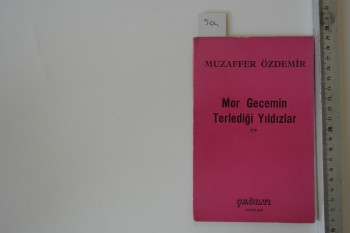 5a
MUZAFFER ÖZDEMİR
Mor Gecemin
Terlediği Yıldızlar